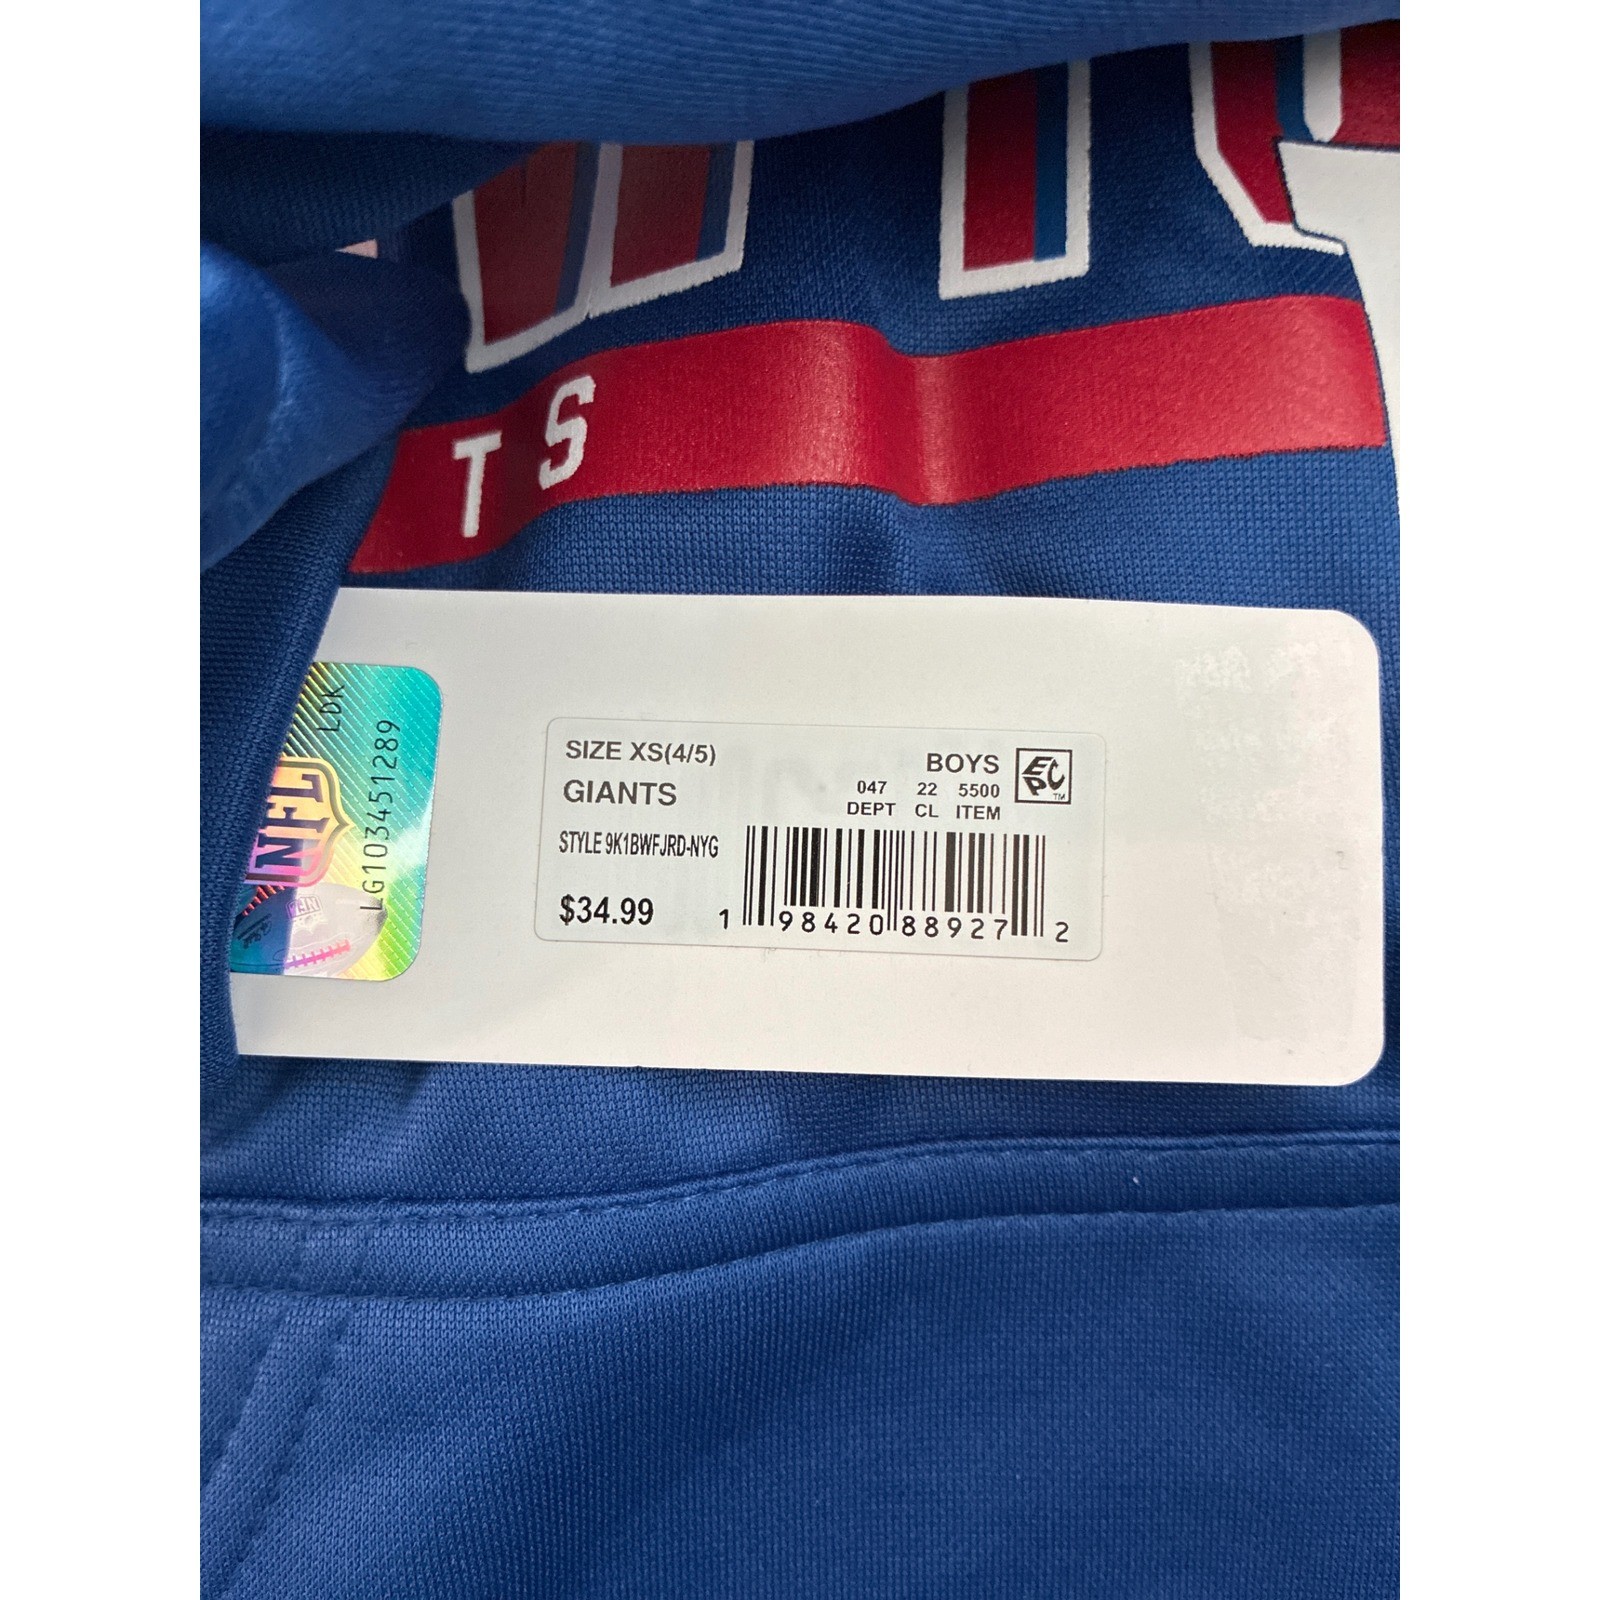 T S
LDK
LG103451289
NFL
SIZE XS(4/5)
BOYS
GIANTS
047 22 5500
DEPT CL ITEM
STYLE 9K1BWFJRD-NYG
$34.99
1 98420 88927 2